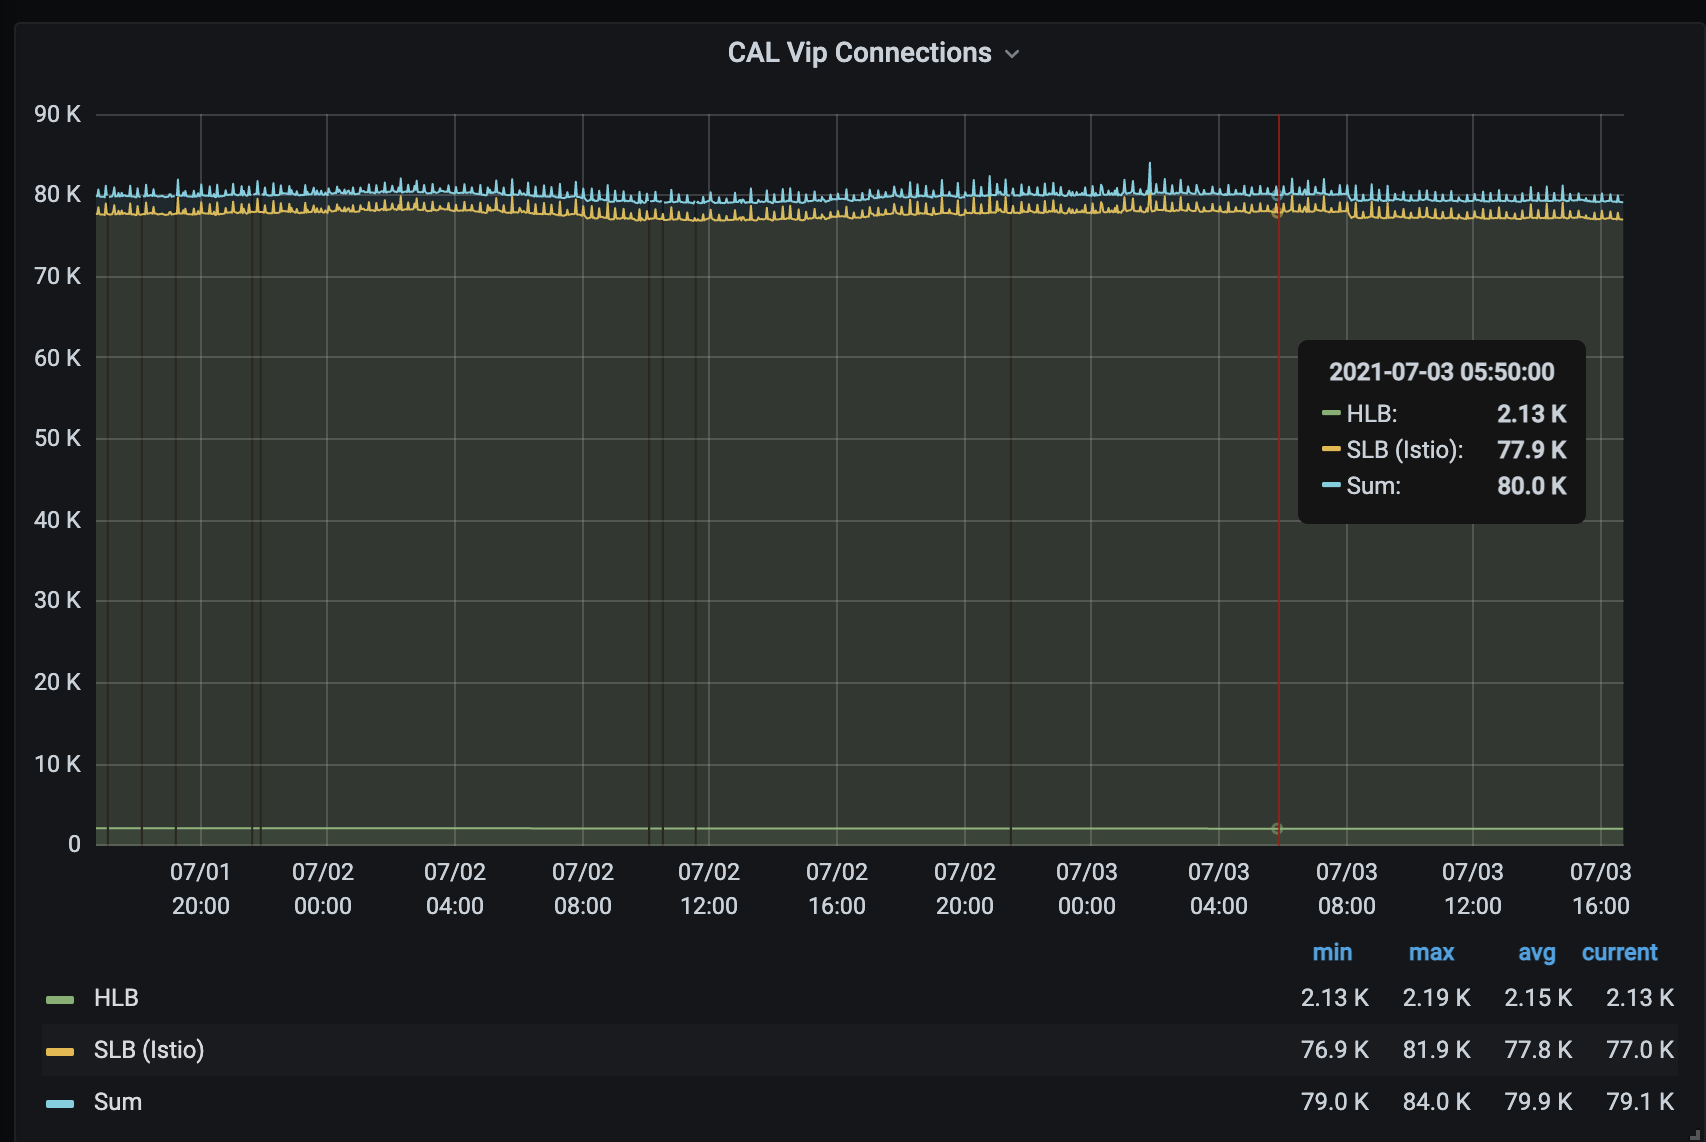 CAL Vip Connections
90 K
80 K
70 K
60 K
50 K
40 K
30 K
20 K
10 K
0
2021-07-03 05:50:00
HLB: 2.13 K
SLB (Istio): 77.9 K
Sum: 80.0 K
07/01 07/02 07/02 07/02 07/02 07/02 07/02 07/03 07/03 07/03 07/03 07/03
20:00 00:00 04:00 08:00 12:00 16:00 20:00 00:00 04:00 08:00 12:00 16:00
min max avg current
HLB 2.13 K 2.19 K 2.15 K 2.13 K
SLB (Istio) 76.9 K 81.9 K 77.8 K 77.0 K
Sum 79.0 K 84.0 K 79.9 K 79.1 K